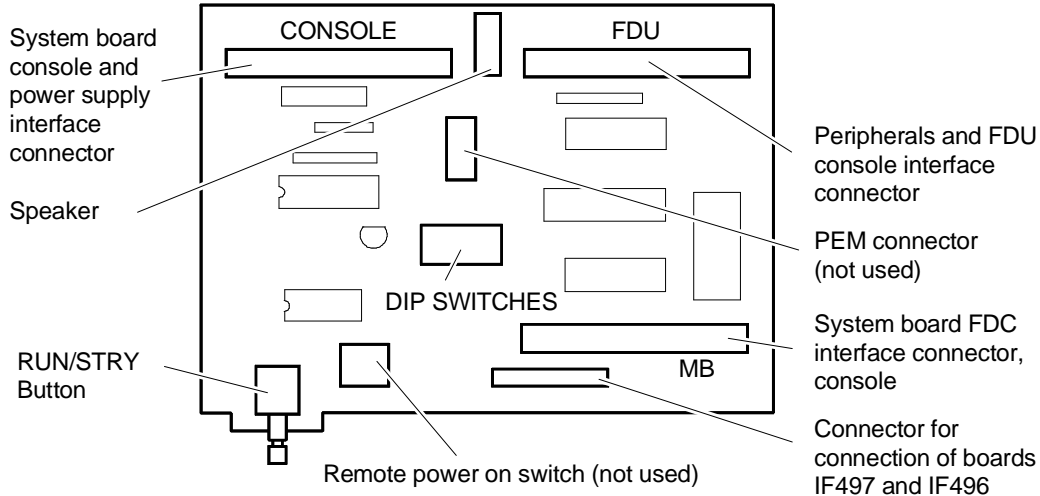 System board
console and
power supply
interface
connector
Speaker
RUN/STRY
Button
CONSOLE
FDU
DIP SWITCHES
MB
Remote power on switch (not used)
Peripherals and FDU
console interface
connector
PEM connector
(not used)
System board FDC
interface connector,
console
Connector for
connection of boards
IF497 and IF496